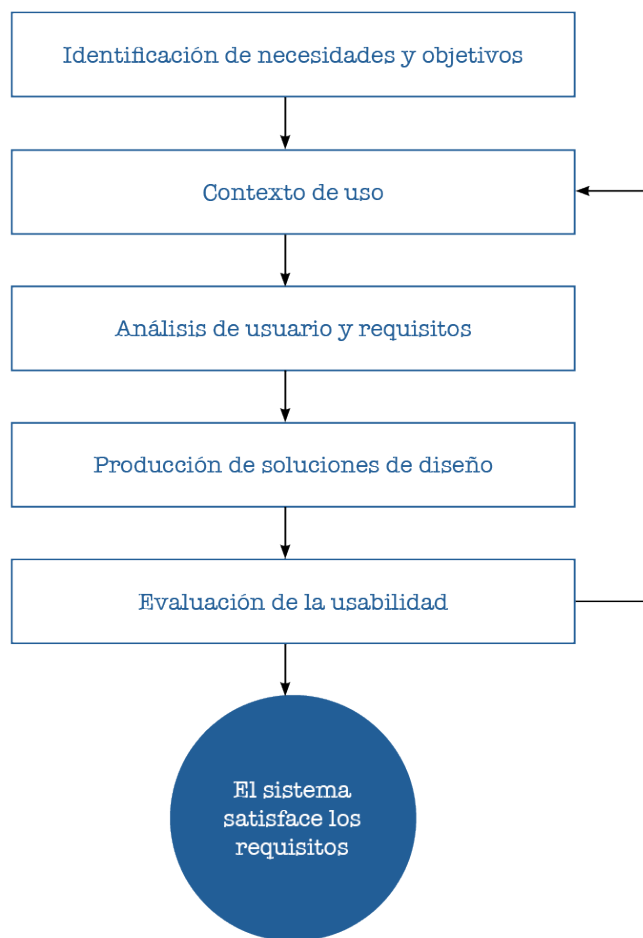 Identificación de necesidades y objetivos
Contexto de uso
Análisis de usuario y requisitos
Producción de soluciones de diseño
Evaluación de la usabilidad
El sistema
satisface los
requisitos